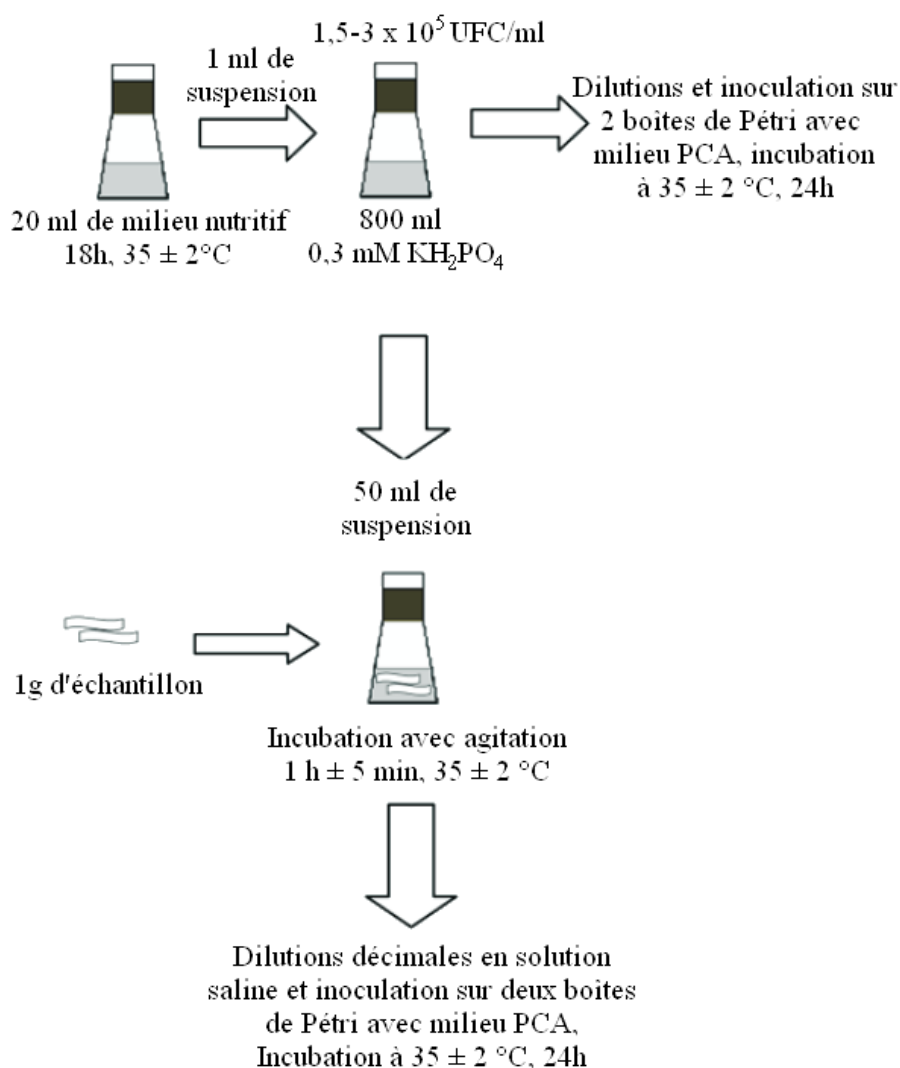 1,5-3 x 10⁵ UFC/ml
1 ml de
suspension
Dilutions et inoculation sur
2 boites de Pétri avec
milieu PCA, incubation
à 35 ± 2 °C, 24h
20 ml de milieu nutritif
18h, 35 ± 2°C
800 ml
0,3 mM KH₂PO₄
50 ml de
suspension
1g d'échantillon
Incubation avec agitation
1 h ± 5 min, 35 ± 2 °C
Dilutions décimales en solution
saline et inoculation sur deux boites
de Pétri avec milieu PCA,
Incubation à 35 ± 2 °C, 24h